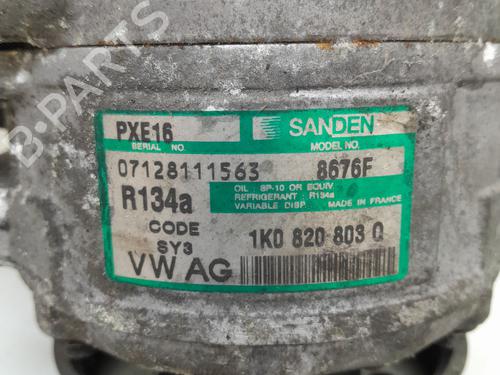 PXE16
SANDEN
SERIAL NO.
MODEL NO.
07128111563
8676F
R134a
OIL : SP-10 OR EQUIV.
REFRIGERANT : R134a
VARIABLE DISP. MADE IN FRANCE
CODE
SY3
1K0 820 803 Q
VW AG
B-PARTS